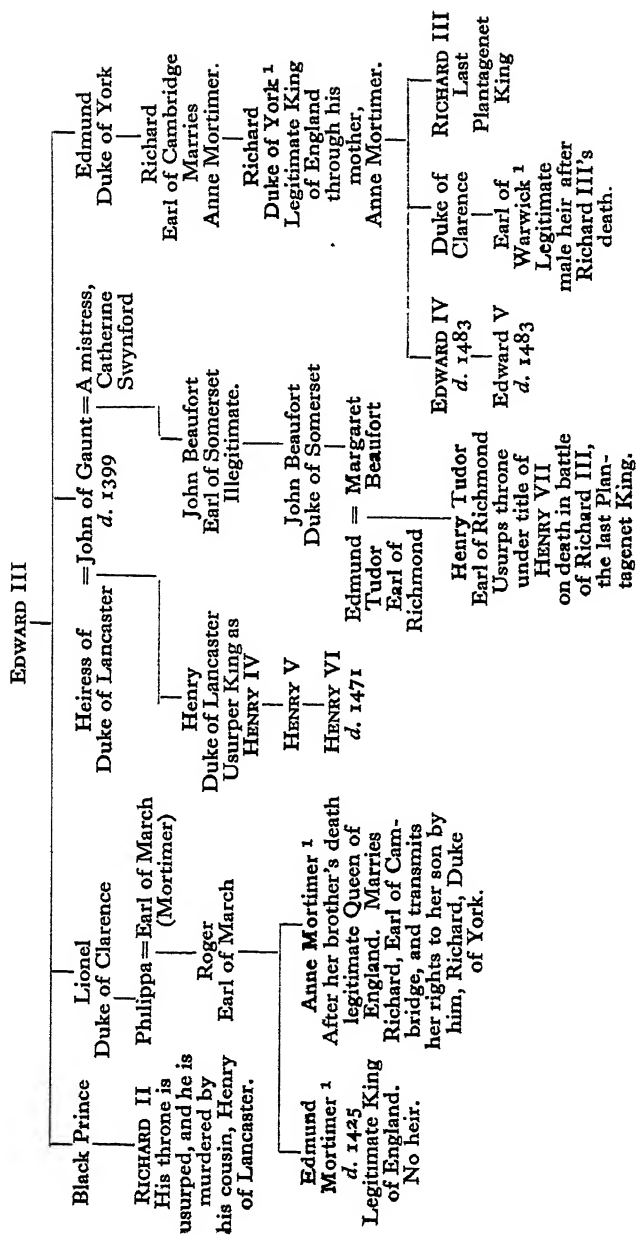 EDWARD III
Black Prince
RICHARD II
His throne is
usurped, and he is
murdered by
his cousin, Henry
of Lancaster.
Lionel
Duke of Clarence
Philippa = Earl of March
(Mortimer)
Roger
Earl of March
Edmund
Mortimer 1
d. 1425
Legitimate King
of England.
No heir.
Anne Mortimer 1
After her brother's death
legitimate Queen of
England. Marries
Richard, Earl of Cam-
bridge, and transmits
her rights to her son by
him, Richard, Duke
of York.
Heiress of
Duke of Lancaster
= John of Gaunt = A mistress,
d. 1399
Catherine
Swynford
Henry
Duke of Lancaster
Usurper King as
HENRY IV
HENRY V
HENRY VI
d. 1471
John Beaufort
Earl of Somerset
Illegitimate.
John Beaufort
Duke of Somerset
Edmund = Margaret
Tudor
Beaufort
Earl of
Richmond
Henry Tudor
Earl of Richmond
Usurps throne
under title of
HENRY VII
on death in battle
of Richard III,
the last Plan-
tagenet King.
Edmund
Duke of York
Richard
Earl of Cambridge
Marries
Anne Mortimer.
Richard
Duke of York 1
Legitimate King
of England
through his
mother,
Anne Mortimer.
EDWARD IV
d. 1483
Edward V
d. 1483
Duke of
Clarence
Earl of
Warwick 1
Legitimate
male heir after
Richard III's
death.
RICHARD III
Last
Plantagenet
King